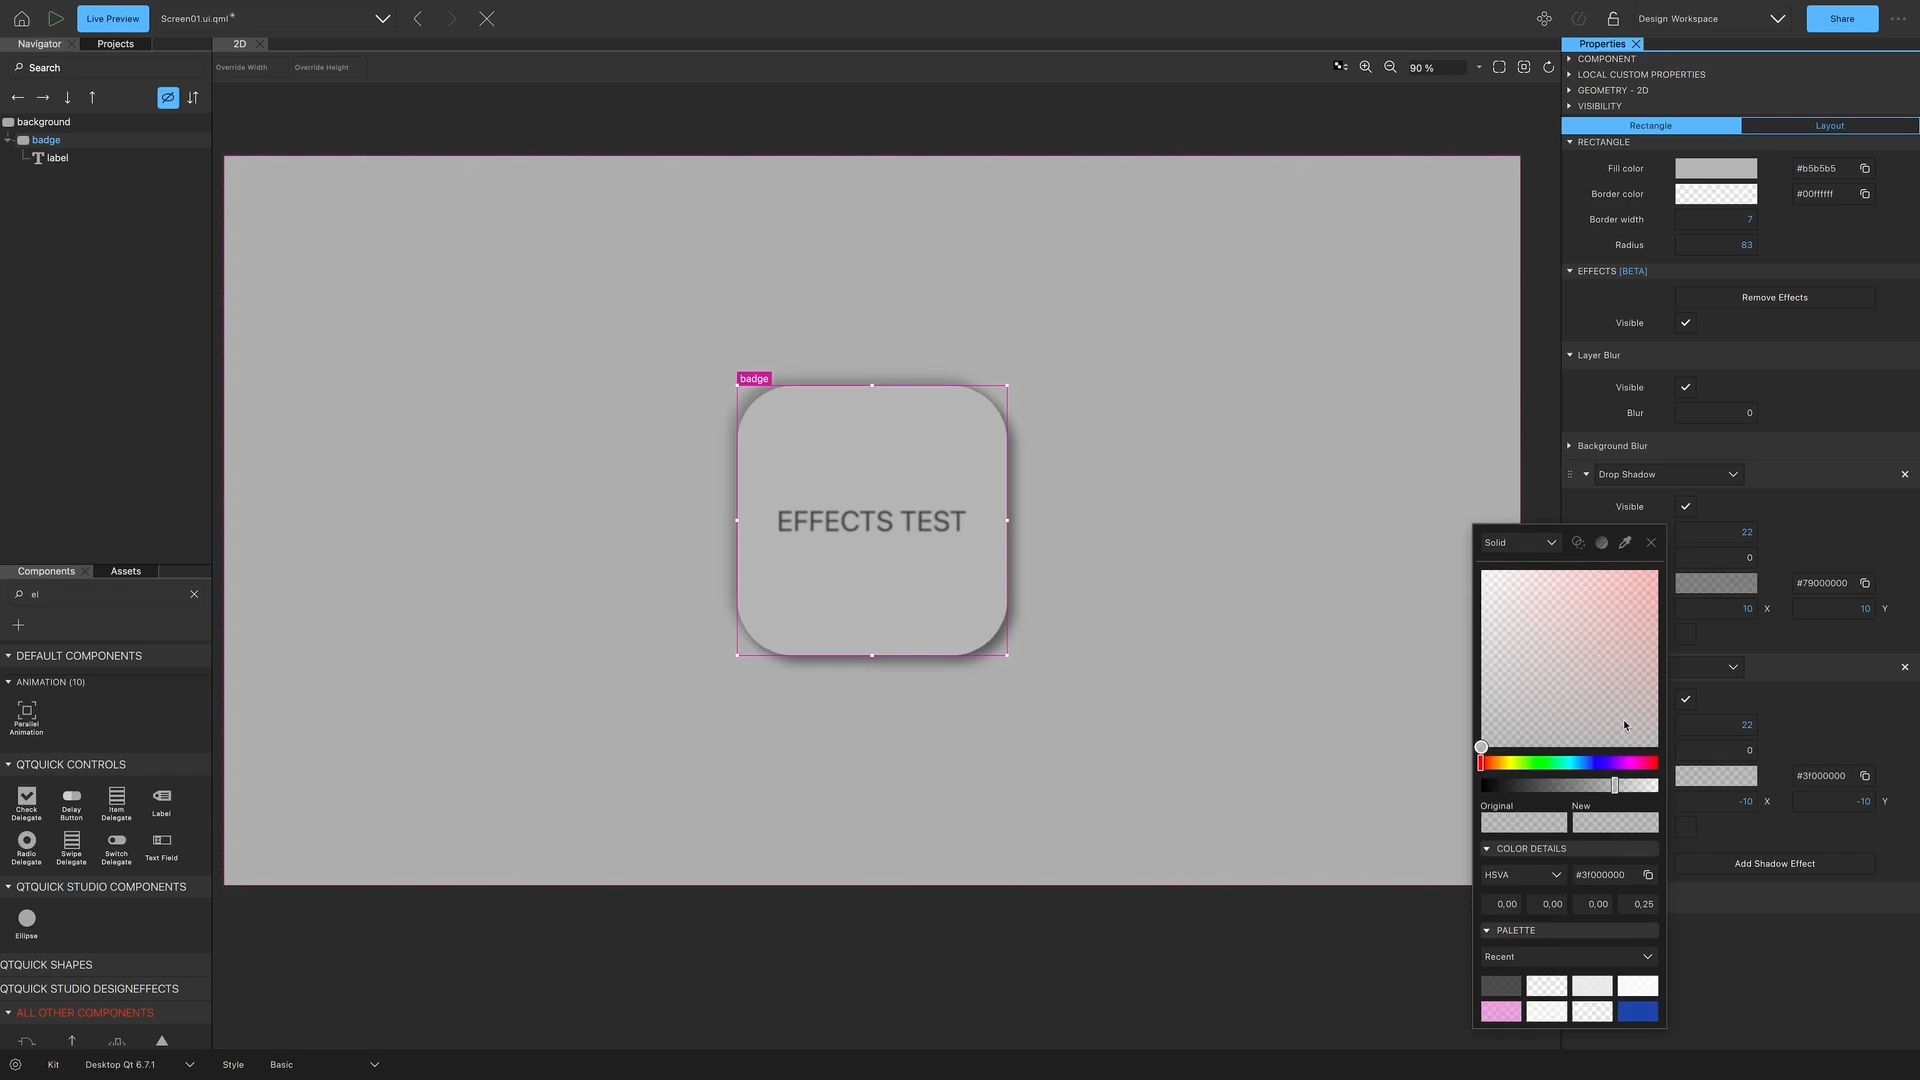 Live Preview
Screen01.ui.qml*
Design Workspace
Share
Navigator
Projects
2D
Properties
Search
Override Width
Override Height
90 %
COMPONENT
LOCAL CUSTOM PROPERTIES
GEOMETRY - 2D
VISIBILITY
background
badge
label
Rectangle
Layout
RECTANGLE
Fill color
#b5b5b5
Border color
#00ffffff
Border width
7
Radius
83
EFFECTS [BETA]
Remove Effects
Visible
Layer Blur
Visible
Blur
0
Background Blur
Drop Shadow
Visible
22
0
#79000000
10 X
10 Y
22
0
#3f000000
-10 X
-10 Y
Add Shadow Effect
badge
EFFECTS TEST
Solid
Original
New
COLOR DETAILS
HSVA
#3f000000
0,00
0,00
0,00
0,25
PALETTE
Recent
Components
Assets
el
DEFAULT COMPONENTS
ANIMATION (10)
Parallel
Animation
QTQUICK CONTROLS
Check
Delegate
Delay
Button
Item
Delegate
Label
Radio
Delegate
Swipe
Delegate
Switch
Delegate
Text Field
QTQUICK STUDIO COMPONENTS
Ellipse
QTQUICK SHAPES
QTQUICK STUDIO DESIGNEFFECTS
ALL OTHER COMPONENTS
Kit
Desktop Qt 6.7.1
Style
Basic